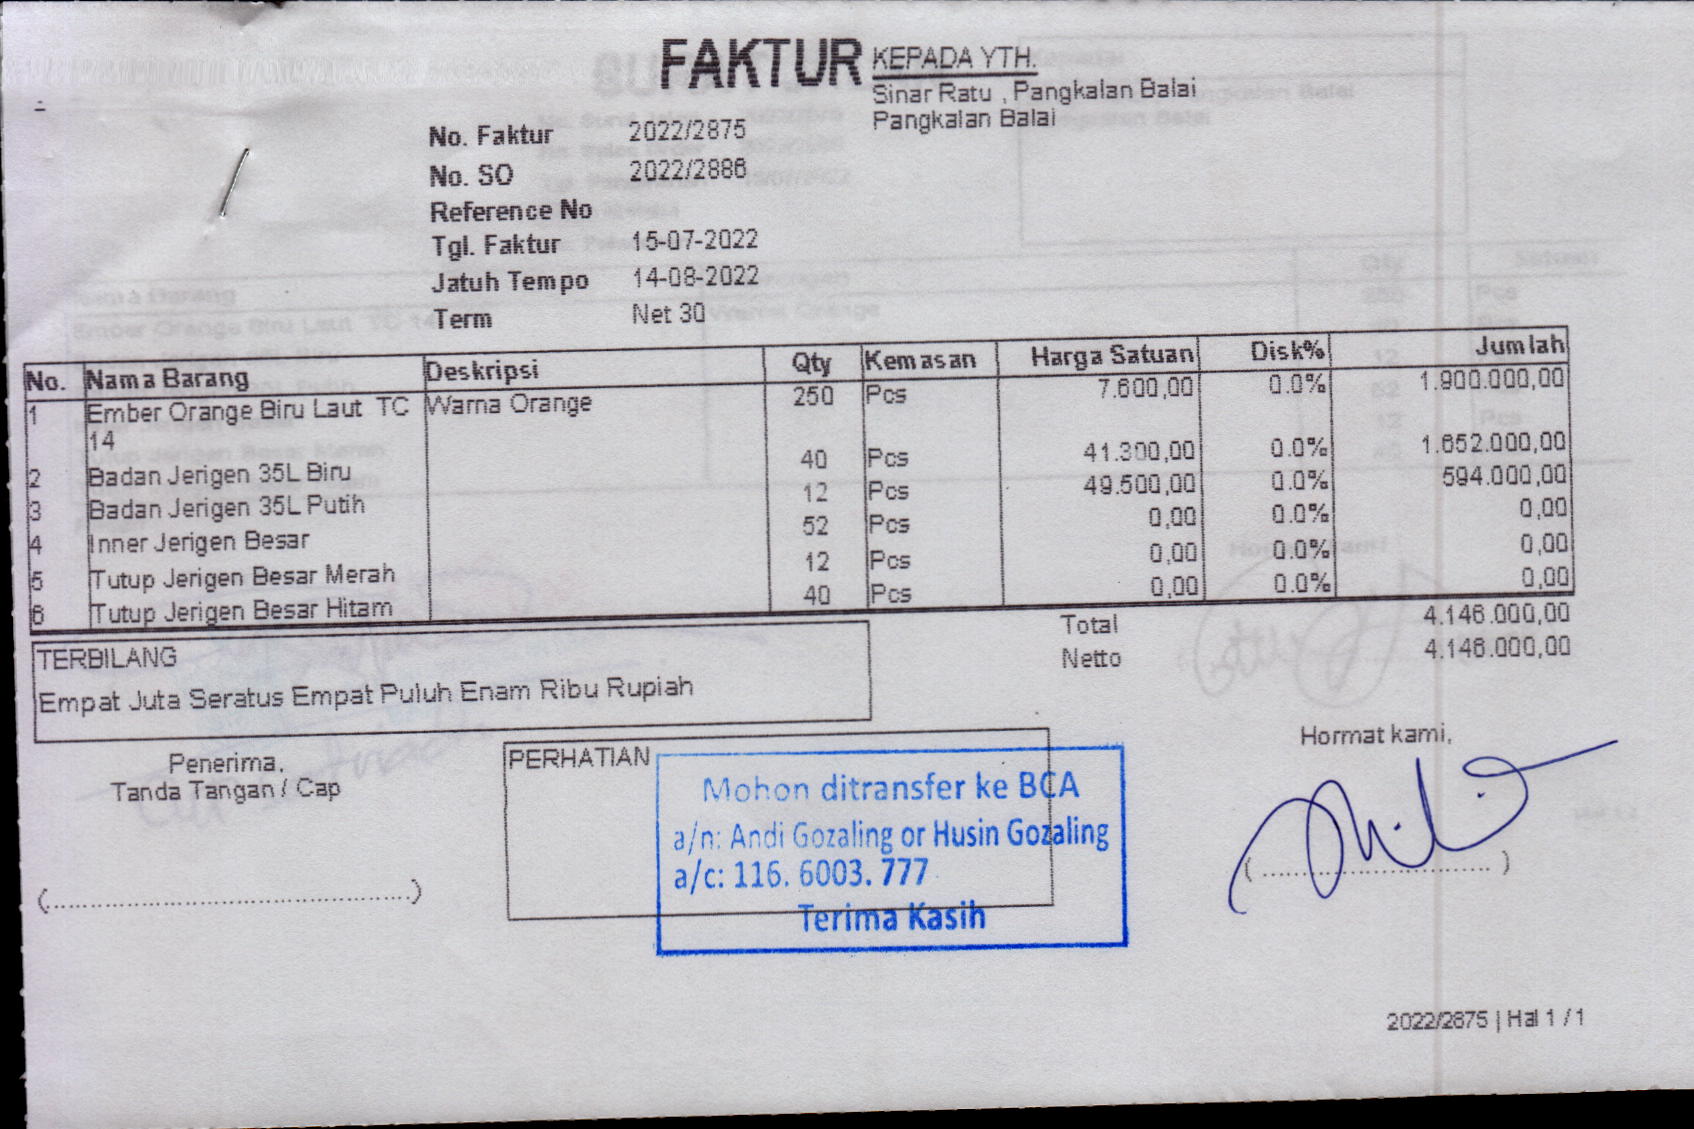 FAKTUR
KEPADA YTH.
Sinar Ratu , Pangkalan Balai
Pangkalan Balai
No. Faktur 2022/2875
No. SO 2022/2886
Reference No
Tgl. Faktur 15-07-2022
Jatuh Tempo 14-08-2022
Term Net 30
No. Nama Barang Deskripsi Qty Kemasan Harga Satuan Disk% Jumlah
1 Ember Orange Biru Laut TC 14 Warna Orange 250 Pcs 7.600,00 0.0% 1.900.000,00
2 Badan Jerigen 35L Biru 40 Pcs 41.300,00 0.0% 1.652.000,00
3 Badan Jerigen 35L Putih 12 Pcs 49.500,00 0.0% 594.000,00
4 Inner Jerigen Besar 52 Pcs 0,00 0.0% 0,00
5 Tutup Jerigen Besar Merah 12 Pcs 0,00 0.0% 0,00
6 Tutup Jerigen Besar Hitam 40 Pcs 0,00 0.0% 0,00
Total 4.146.000,00
Netto 4.146.000,00
TERBILANG
Empat Juta Seratus Empat Puluh Enam Ribu Rupiah
Penerima,
Tanda Tangan / Cap
(..........................................)
PERHATIAN
Mohon ditransfer ke BCA
a/n: Andi Gozaling or Husin Gozaling
a/c: 116. 6003. 777
Terima Kasih
Hormat kami,
(..............................)
2022/2875 | Hal 1 / 1